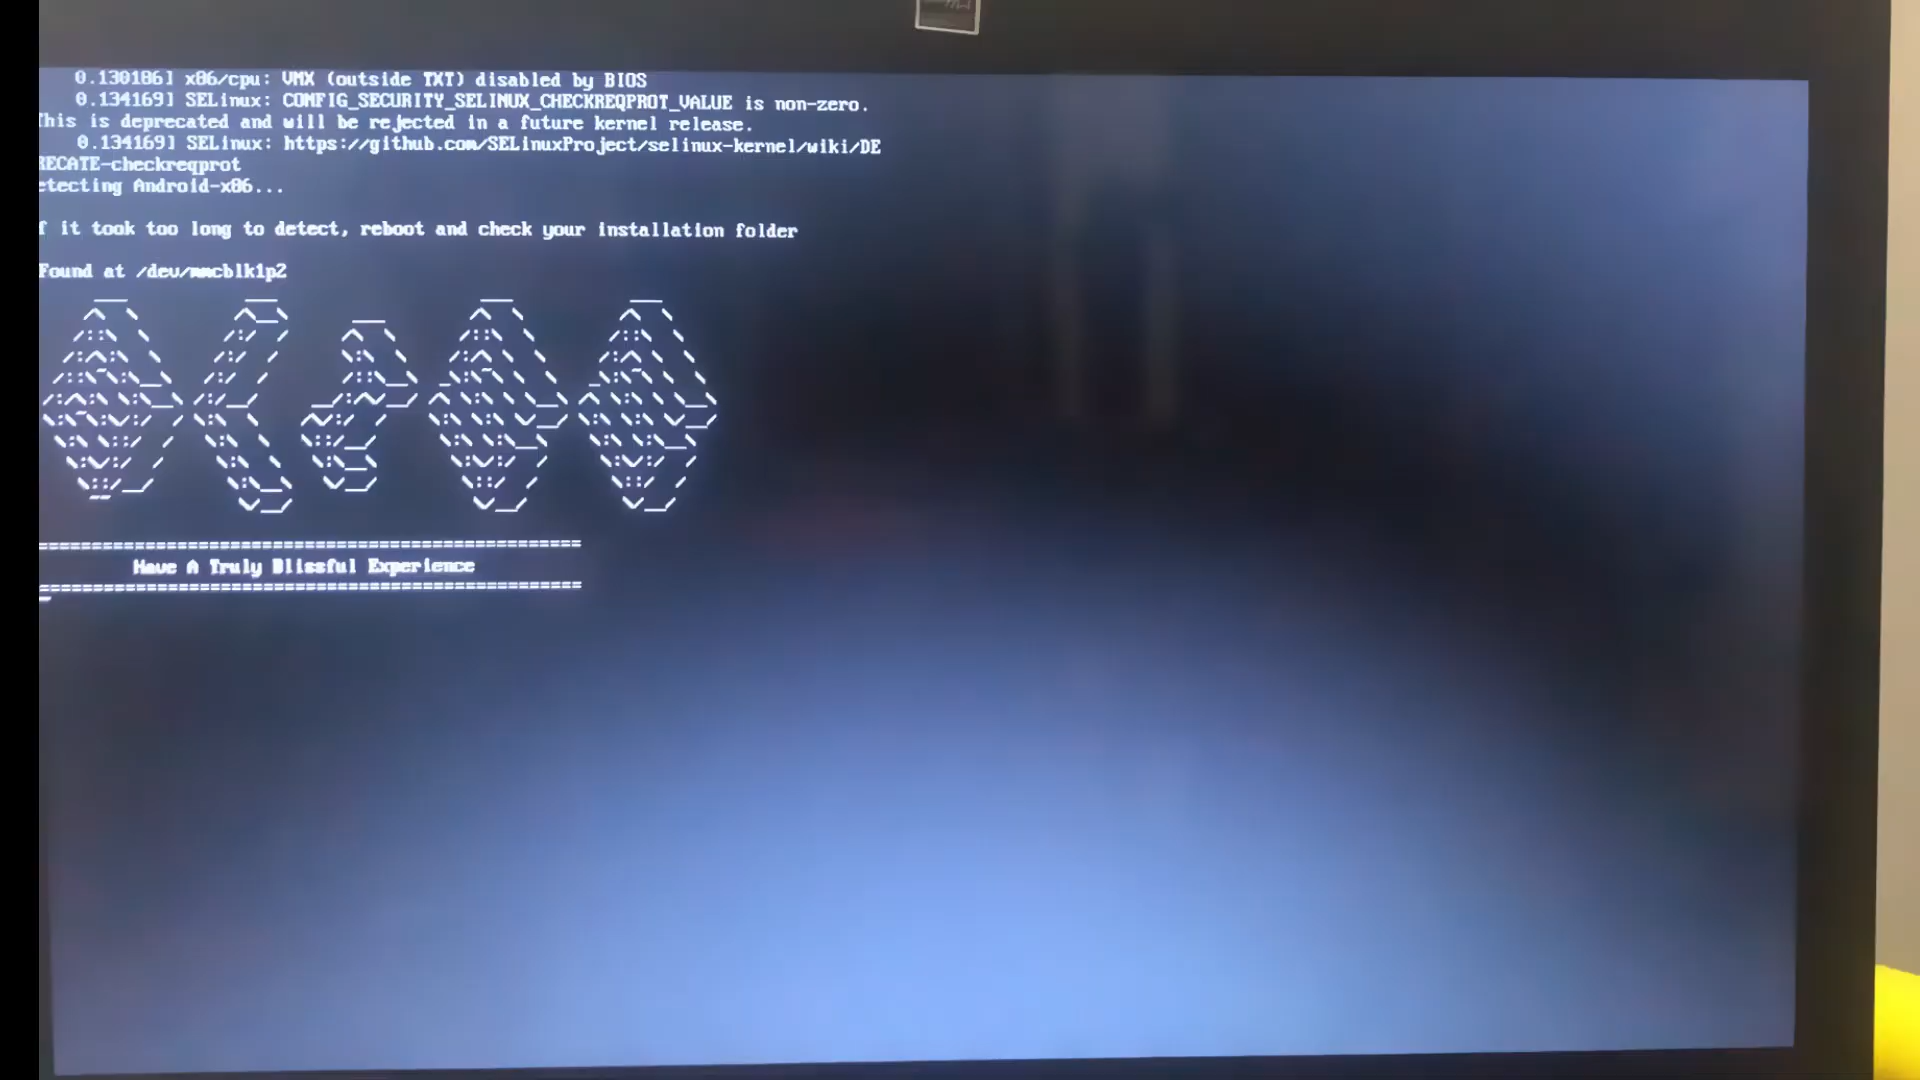 0.130186] x86/cpu: VMX (outside TXT) disabled by BIOS
0.134169] SELinux: CONFIG_SECURITY_SELINUX_CHECKREQPROT_VALUE is non-zero.
This is deprecated and will be rejected in a future kernel release.
0.134169] SELinux: https://github.com/SELinuxProject/selinux-kernel/wiki/DE
RECATE-checkreqprot
etecting Android-x86...
f it took too long to detect, reboot and check your installation folder
Found at /dev/mmcblk1p2
Have A Truly Blissful Experience